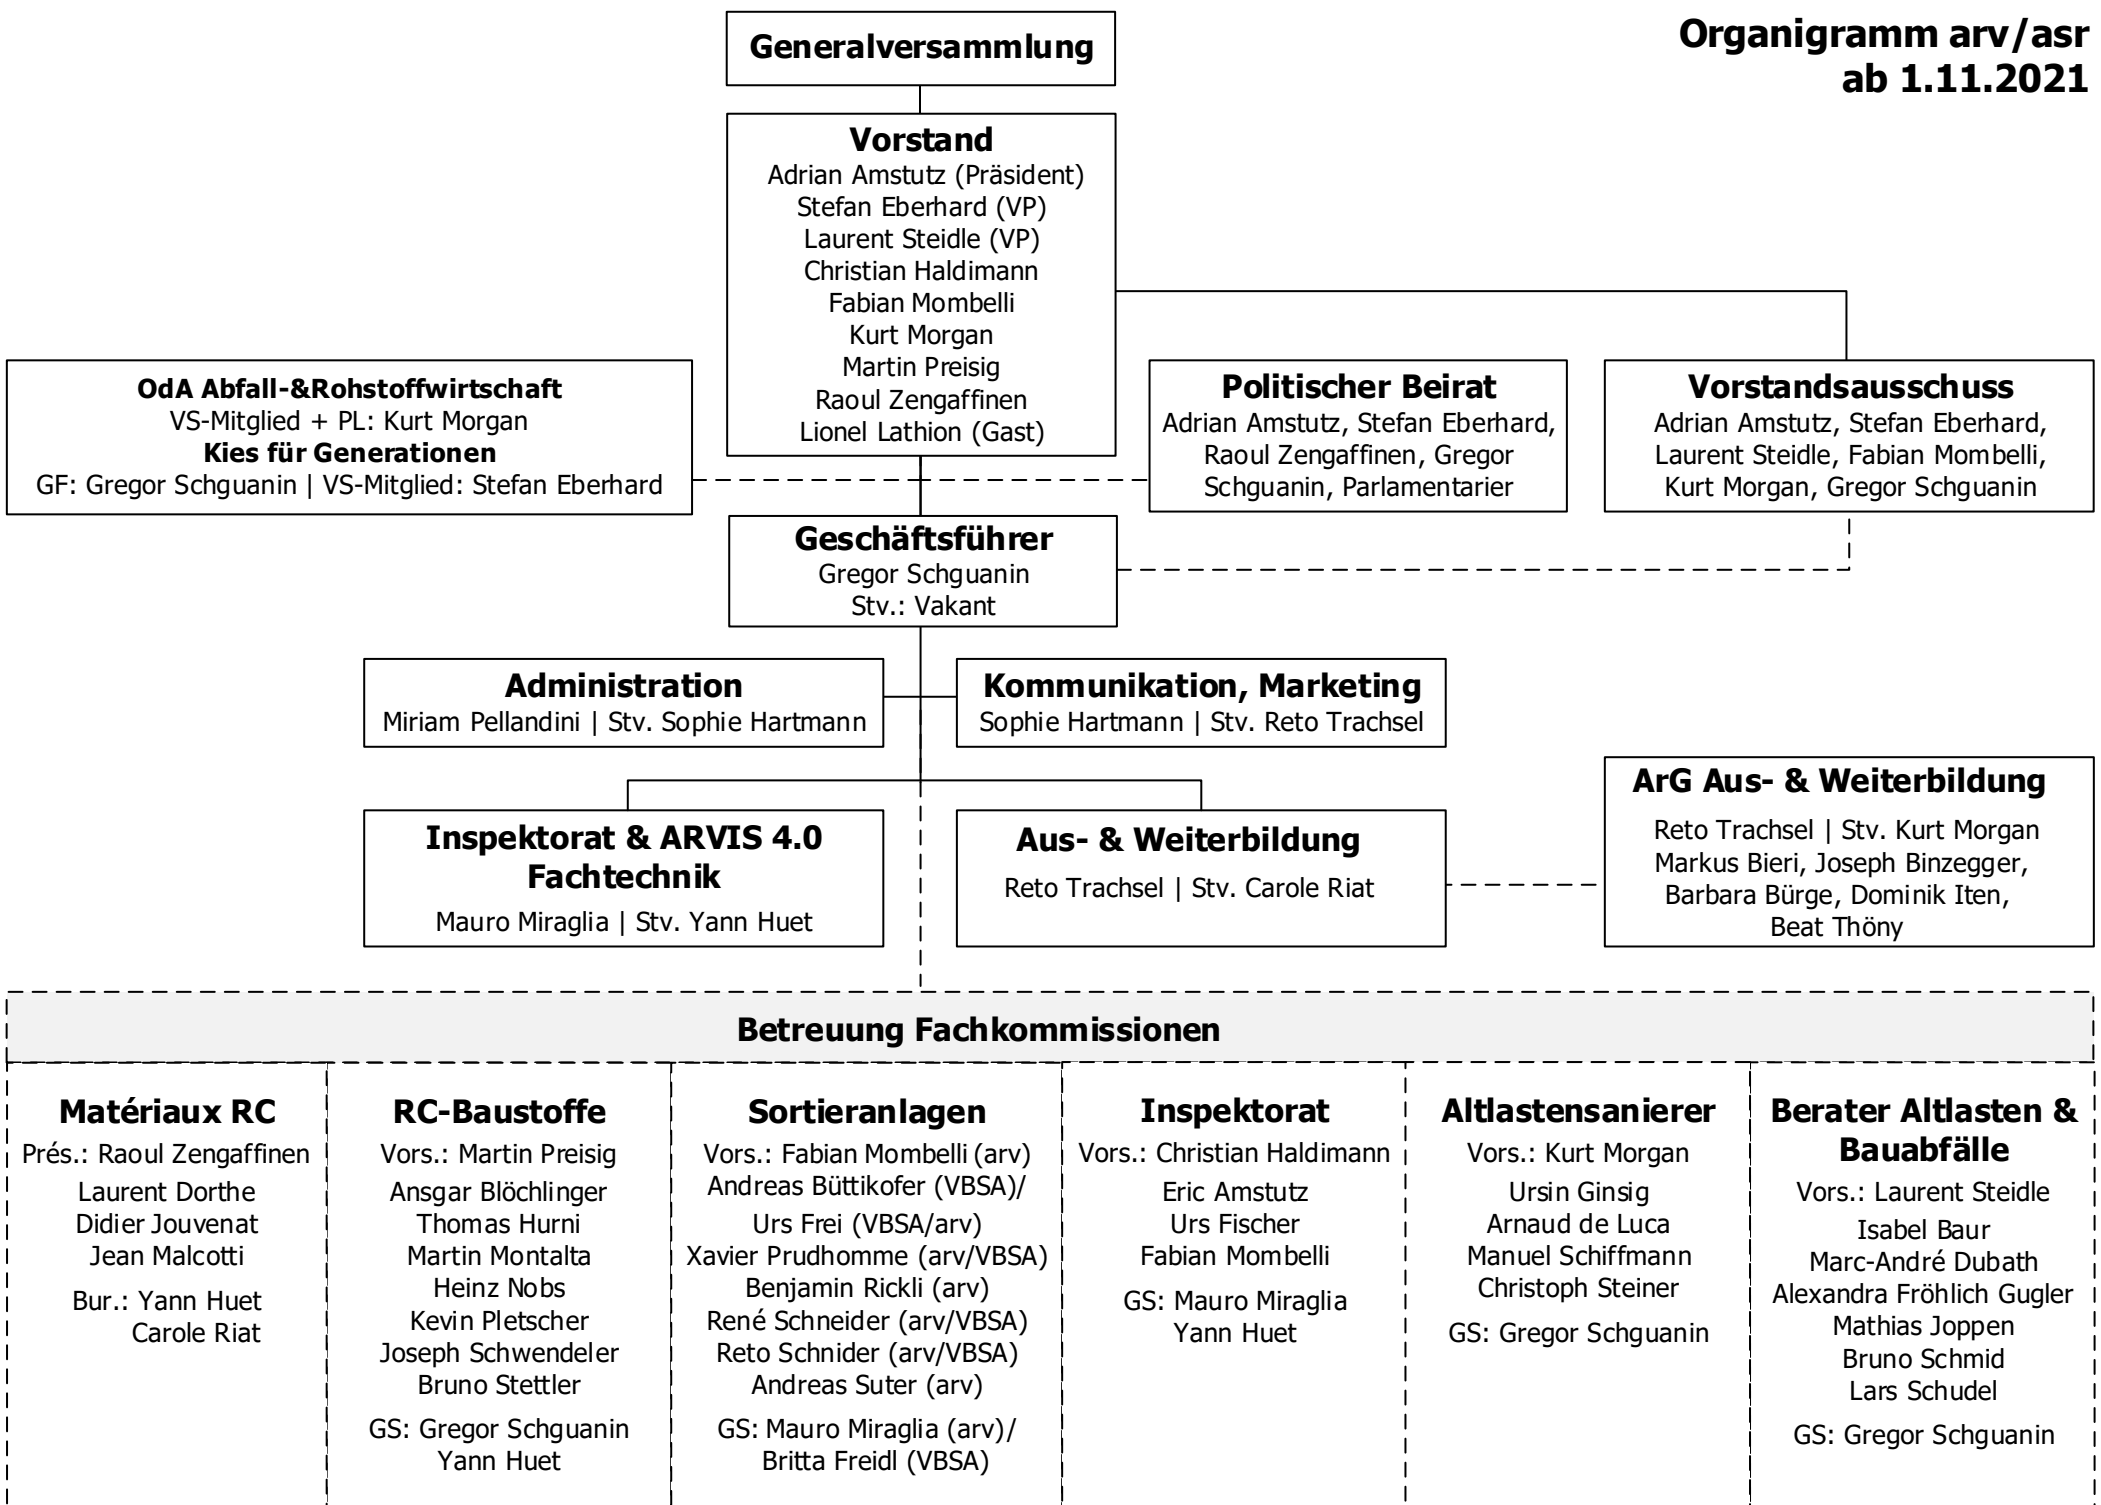 Organigramm arv/asr
ab 1.11.2021
Generalversammlung
Vorstand
Adrian Amstutz (Präsident)
Stefan Eberhard (VP)
Laurent Steidle (VP)
Christian Haldimann
Fabian Mombelli
Kurt Morgan
Martin Preisig
Raoul Zengaffinen
Lionel Lathion (Gast)
OdA Abfall-&Rohstoffwirtschaft
VS-Mitglied + PL: Kurt Morgan
Kies für Generationen
GF: Gregor Schguanin | VS-Mitglied: Stefan Eberhard
Politischer Beirat
Adrian Amstutz, Stefan Eberhard,
Raoul Zengaffinen, Gregor
Schguanin, Parlamentarier
Vorstandsausschuss
Adrian Amstutz, Stefan Eberhard,
Laurent Steidle, Fabian Mombelli,
Kurt Morgan, Gregor Schguanin
Geschäftsführer
Gregor Schguanin
Stv.: Vakant
Administration
Miriam Pellandini | Stv. Sophie Hartmann
Kommunikation, Marketing
Sophie Hartmann | Stv. Reto Trachsel
Inspektorat & ARVIS 4.0
Fachtechnik
Mauro Miraglia | Stv. Yann Huet
Aus- & Weiterbildung
Reto Trachsel | Stv. Carole Riat
ArG Aus- & Weiterbildung
Reto Trachsel | Stv. Kurt Morgan
Markus Bieri, Joseph Binzegger,
Barbara Bürge, Dominik Iten,
Beat Thöny
Betreuung Fachkommissionen
Matériaux RC
Prés.: Raoul Zengaffinen
Laurent Dorthe
Didier Jouvenat
Jean Malcotti
Bur.: Yann Huet
Carole Riat
RC-Baustoffe
Vors.: Martin Preisig
Ansgar Blöchlinger
Thomas Hurni
Martin Montalta
Heinz Nobs
Kevin Pletscher
Joseph Schwendeler
Bruno Stettler
GS: Gregor Schguanin
Yann Huet
Sortieranlagen
Vors.: Fabian Mombelli (arv)
Andreas Büttikofer (VBSA)/
Urs Frei (VBSA/arv)
Xavier Prudhomme (arv/VBSA)
Benjamin Rickli (arv)
René Schneider (arv/VBSA)
Reto Schnider (arv/VBSA)
Andreas Suter (arv)
GS: Mauro Miraglia (arv)/
Britta Freidl (VBSA)
Inspektorat
Vors.: Christian Haldimann
Eric Amstutz
Urs Fischer
Fabian Mombelli
GS: Mauro Miraglia
Yann Huet
Altlastensanierer
Vors.: Kurt Morgan
Ursin Ginsig
Arnaud de Luca
Manuel Schiffmann
Christoph Steiner
GS: Gregor Schguanin
Berater Altlasten &
Bauabfälle
Vors.: Laurent Steidle
Isabel Baur
Marc-André Dubath
Alexandra Fröhlich Gugler
Mathias Joppen
Bruno Schmid
Lars Schudel
GS: Gregor Schguanin